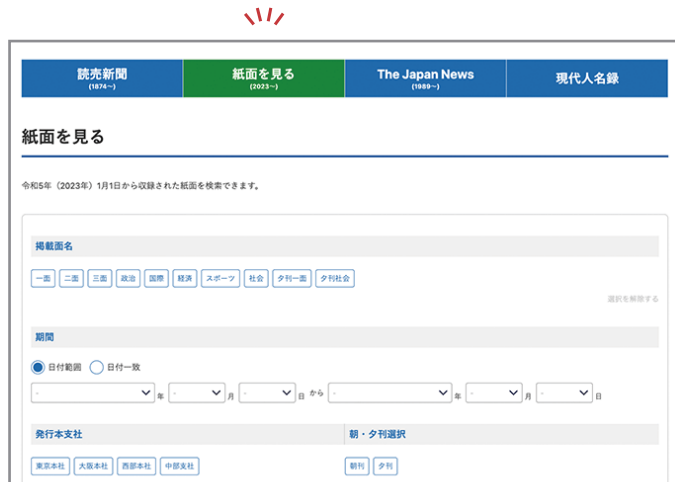 読売新聞 紙面を見る The Japan News 現代人名録
(1874〜) (2023〜) (1989〜)
紙面を見る
令和5年（2023年）1月1日から収録された紙面を検索できます。
掲載面名
一面 二面 三面 政治 国際 経済 スポーツ 社会 夕刊一面 夕刊社会
選択を解除する
期間
日付範囲 日付一致
- 年 - 月 - 日 から - 年 - 月 - 日
発行本支社 朝・夕刊選択
東京本社 大阪本社 西部本社 中部支社 朝刊 夕刊